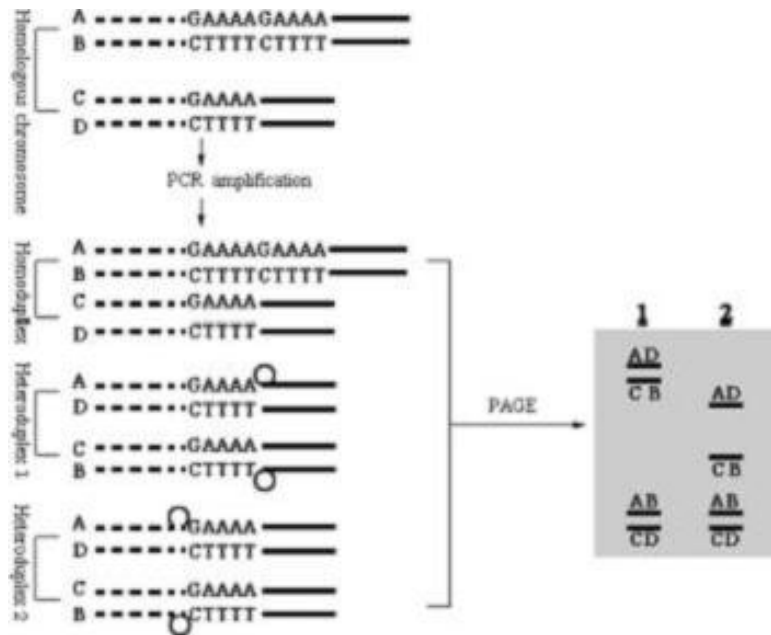 Homologous chromosome
A GAAAAGAAAA
B CTTTTCTTTT
C GAAAA
D CTTTT
PCR amplification
Homoduplex
A GAAAAGAAAA
B CTTTTCTTTT
C GAAAA
D CTTTT
Heteroduplex 1
A GAAAA
D CTTTT
C GAAAA
B CTTTT
Heteroduplex 2
A GAAAA
D CTTTT
C GAAAA
B CTTTT
PAGE
1 2
AD
C B
AD
CB
AB AB
CD CD